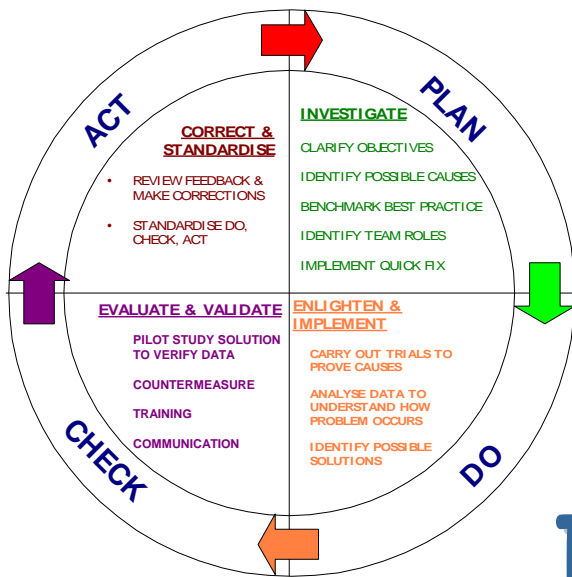 ACT
PLAN
CORRECT &
STANDARDISE
• REVIEW FEEDBACK &
MAKE CORRECTIONS
• STANDARDISE DO,
CHECK, ACT
INVESTIGATE
CLARIFY OBJECTIVES
IDENTIFY POSSIBLE CAUSES
BENCHMARK BEST PRACTICE
IDENTIFY TEAM ROLES
IMPLEMENT QUICK FIX
EVALUATE & VALIDATE
PILOT STUDY SOLUTION
TO VERIFY DATA
COUNTERMEASURE
TRAINING
COMMUNICATION
ENLIGHTEN &
IMPLEMENT
CARRY OUT TRIALS TO
PROVE CAUSES
ANALYSE DATA TO
UNDERSTAND HOW
PROBLEM OCCURS
IDENTIFY POSSIBLE
SOLUTIONS
CHECK
DO